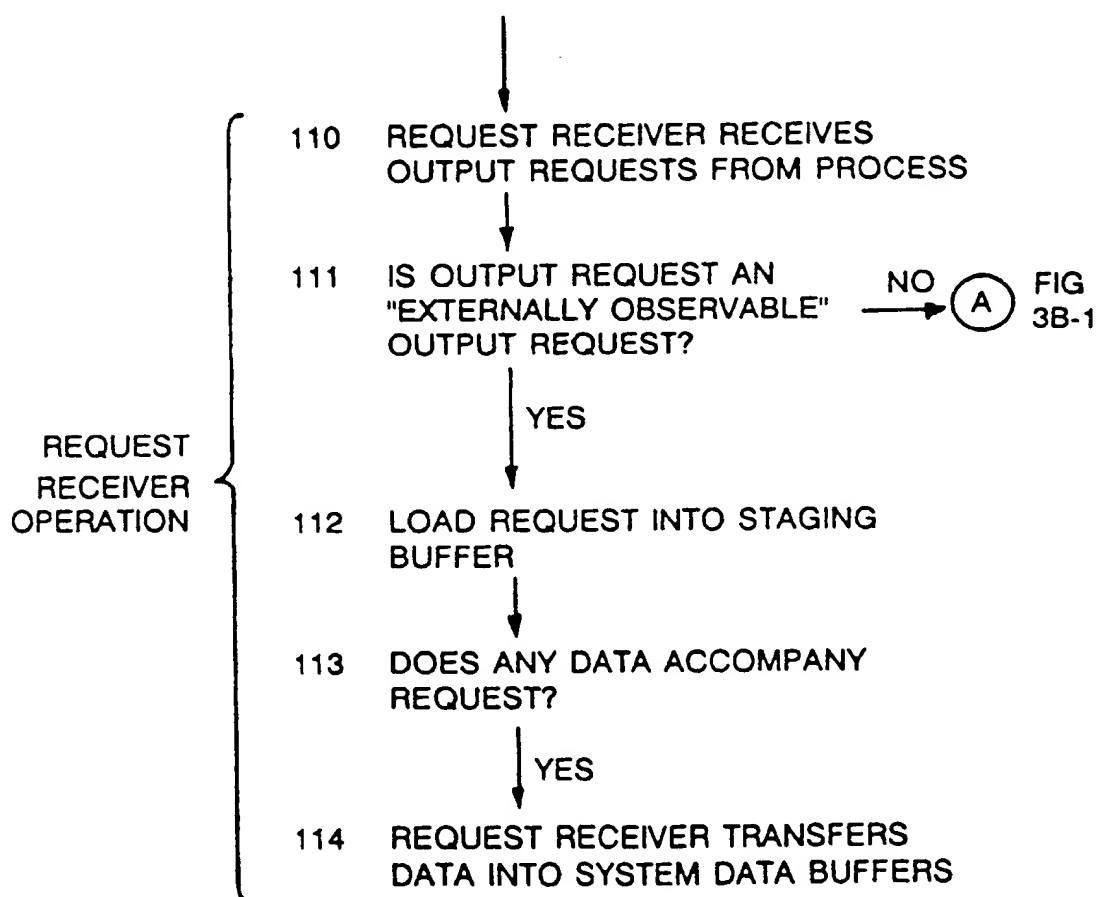 110 REQUEST RECEIVER RECEIVES
OUTPUT REQUESTS FROM PROCESS
111 IS OUTPUT REQUEST AN
"EXTERNALLY OBSERVABLE"
OUTPUT REQUEST?
NO
A
FIG
3B-1
YES
REQUEST
RECEIVER
OPERATION
112 LOAD REQUEST INTO STAGING
BUFFER
113 DOES ANY DATA ACCOMPANY
REQUEST?
YES
114 REQUEST RECEIVER TRANSFERS
DATA INTO SYSTEM DATA BUFFERS